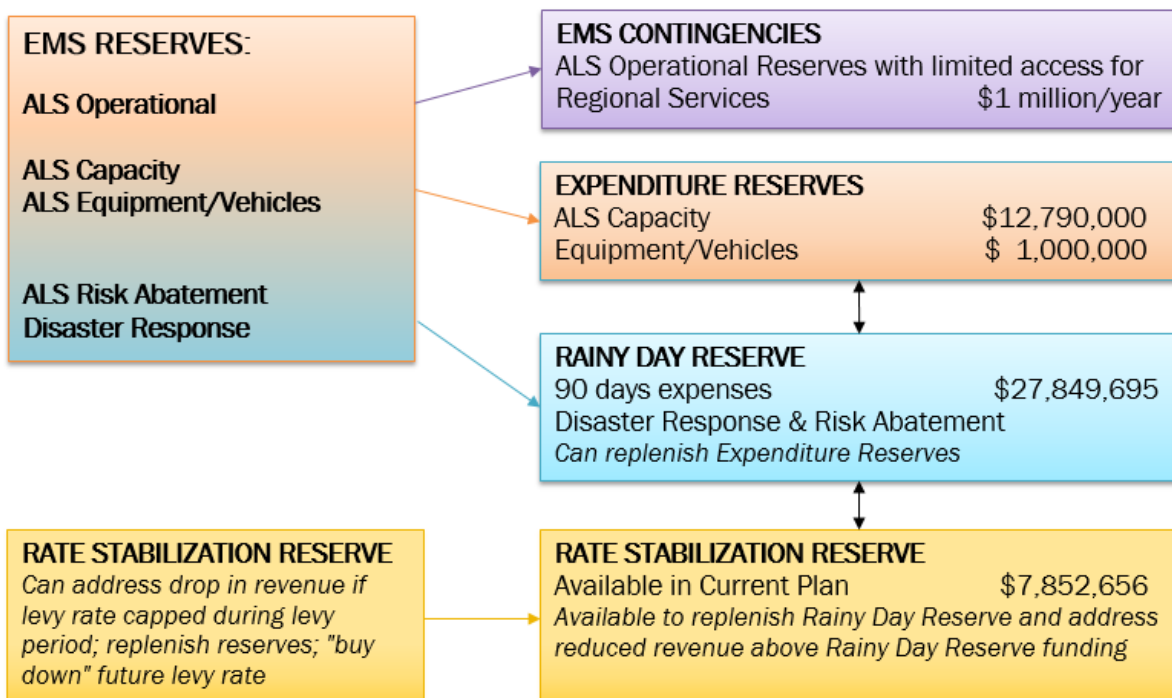 EMS RESERVES:
ALS Operational
ALS Capacity
ALS Equipment/Vehicles
ALS Risk Abatement
Disaster Response
EMS CONTINGENCIES
ALS Operational Reserves with limited access for
Regional Services $1 million/year
EXPENDITURE RESERVES
ALS Capacity $12,790,000
Equipment/Vehicles $ 1,000,000
RAINY DAY RESERVE
90 days expenses $27,849,695
Disaster Response & Risk Abatement
Can replenish Expenditure Reserves
RATE STABILIZATION RESERVE
Can address drop in revenue if
levy rate capped during levy
period; replenish reserves; "buy
down" future levy rate
RATE STABILIZATION RESERVE
Available in Current Plan $7,852,656
Available to replenish Rainy Day Reserve and address
reduced revenue above Rainy Day Reserve funding